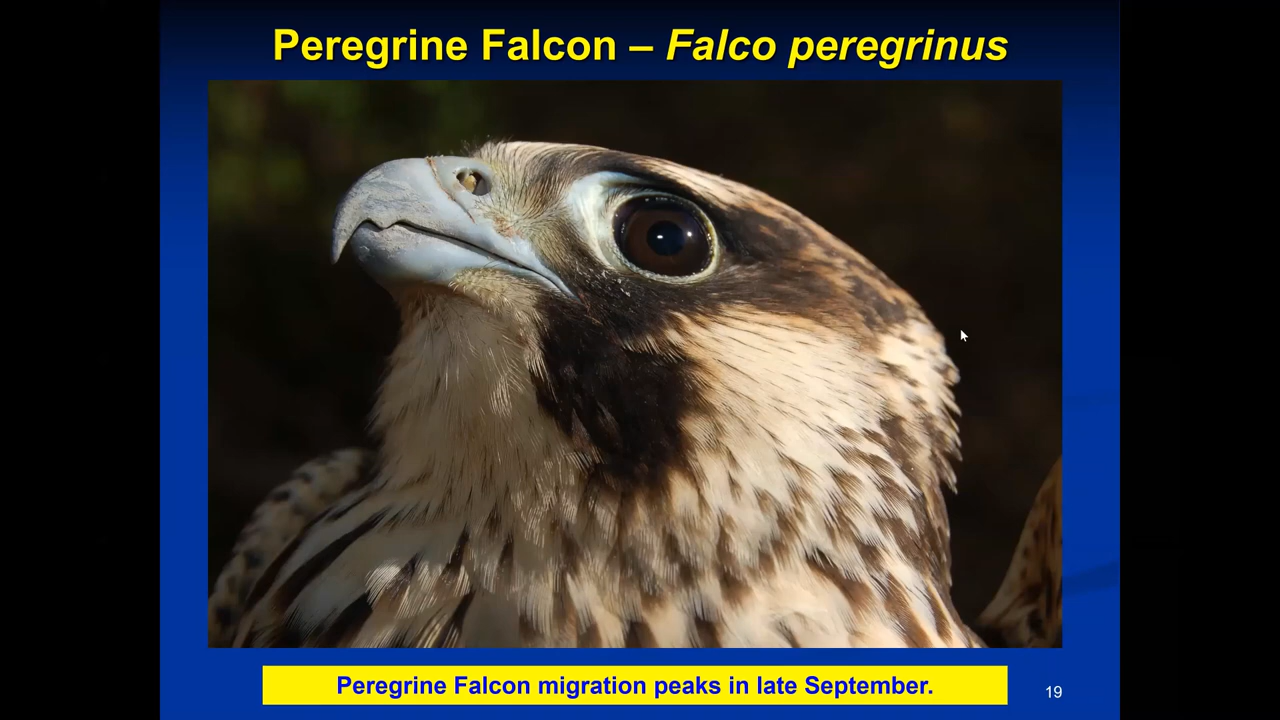 Peregrine Falcon – Falco peregrinus
Peregrine Falcon migration peaks in late September.
19